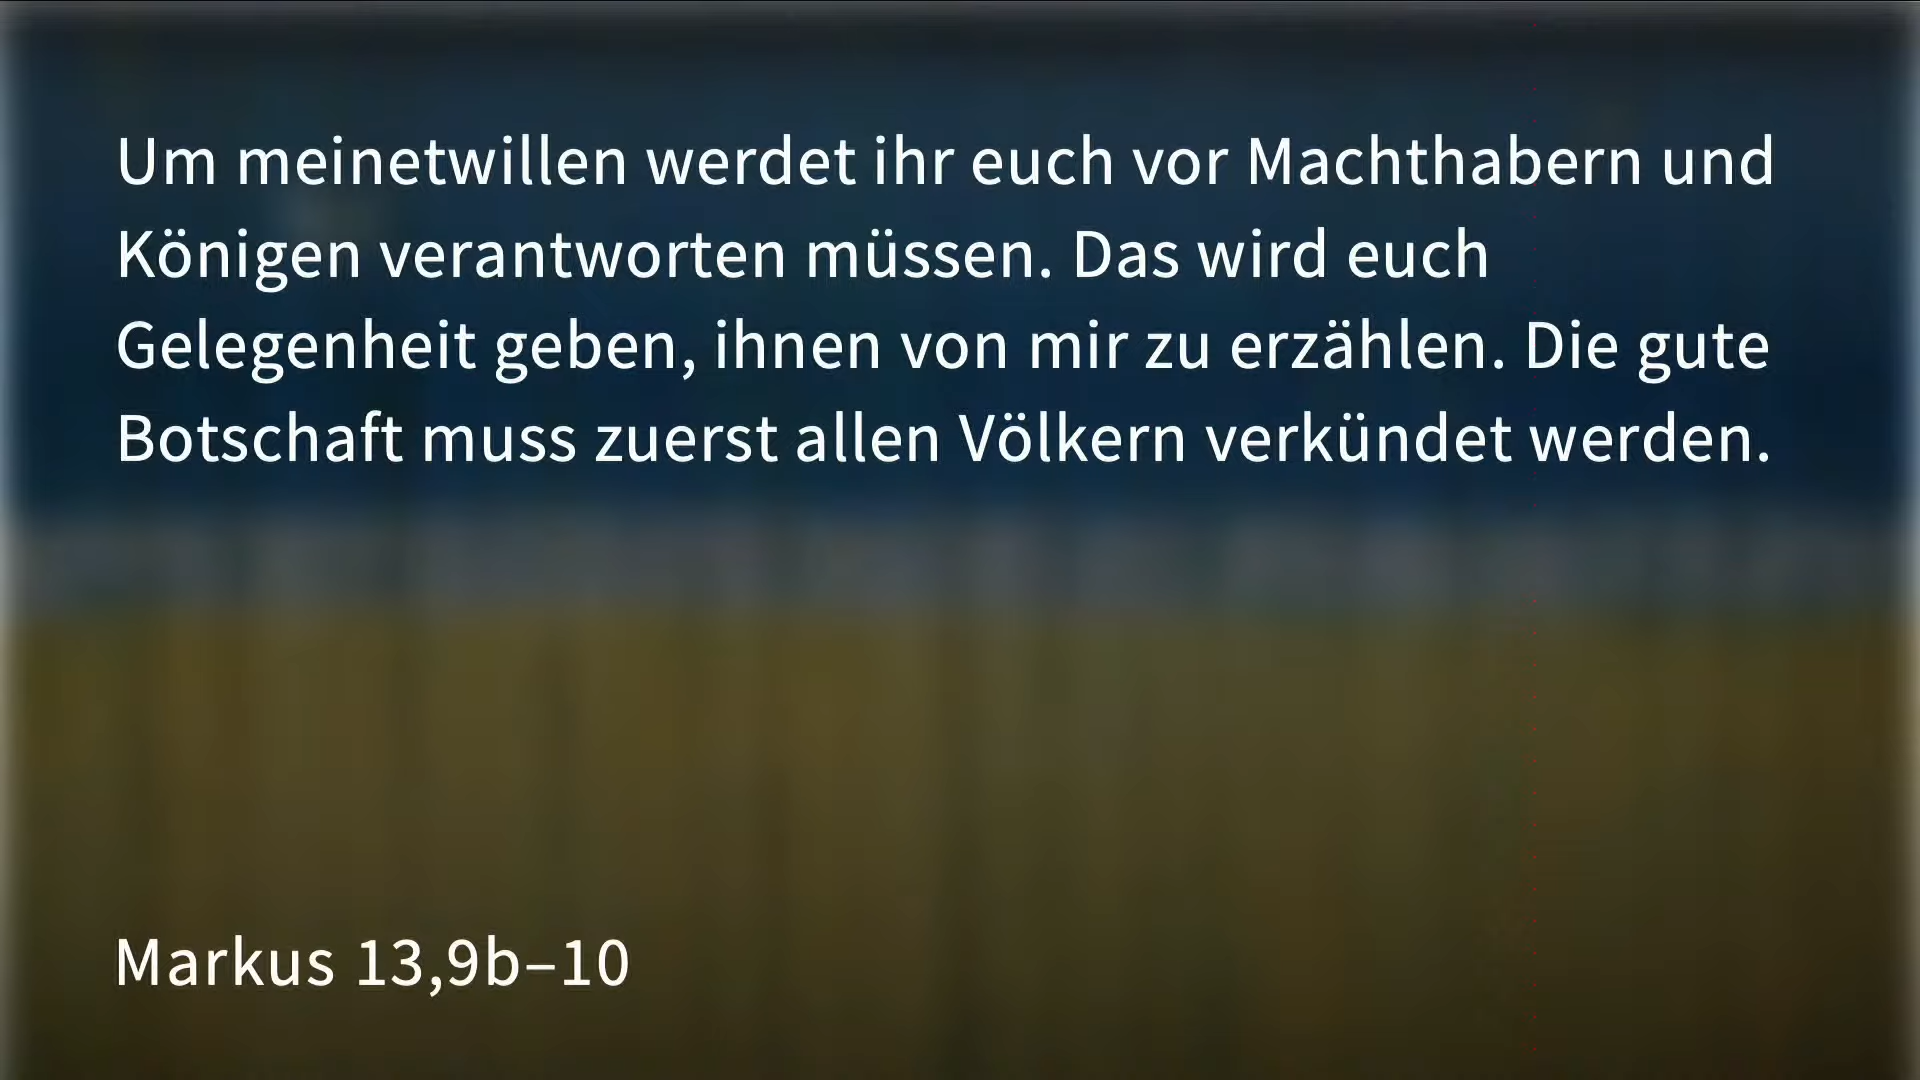 Um meinetwillen werdet ihr euch vor Machthabern und
Königen verantworten müssen. Das wird euch
Gelegenheit geben, ihnen von mir zu erzählen. Die gute
Botschaft muss zuerst allen Völkern verkündet werden.
Markus 13,9b–10